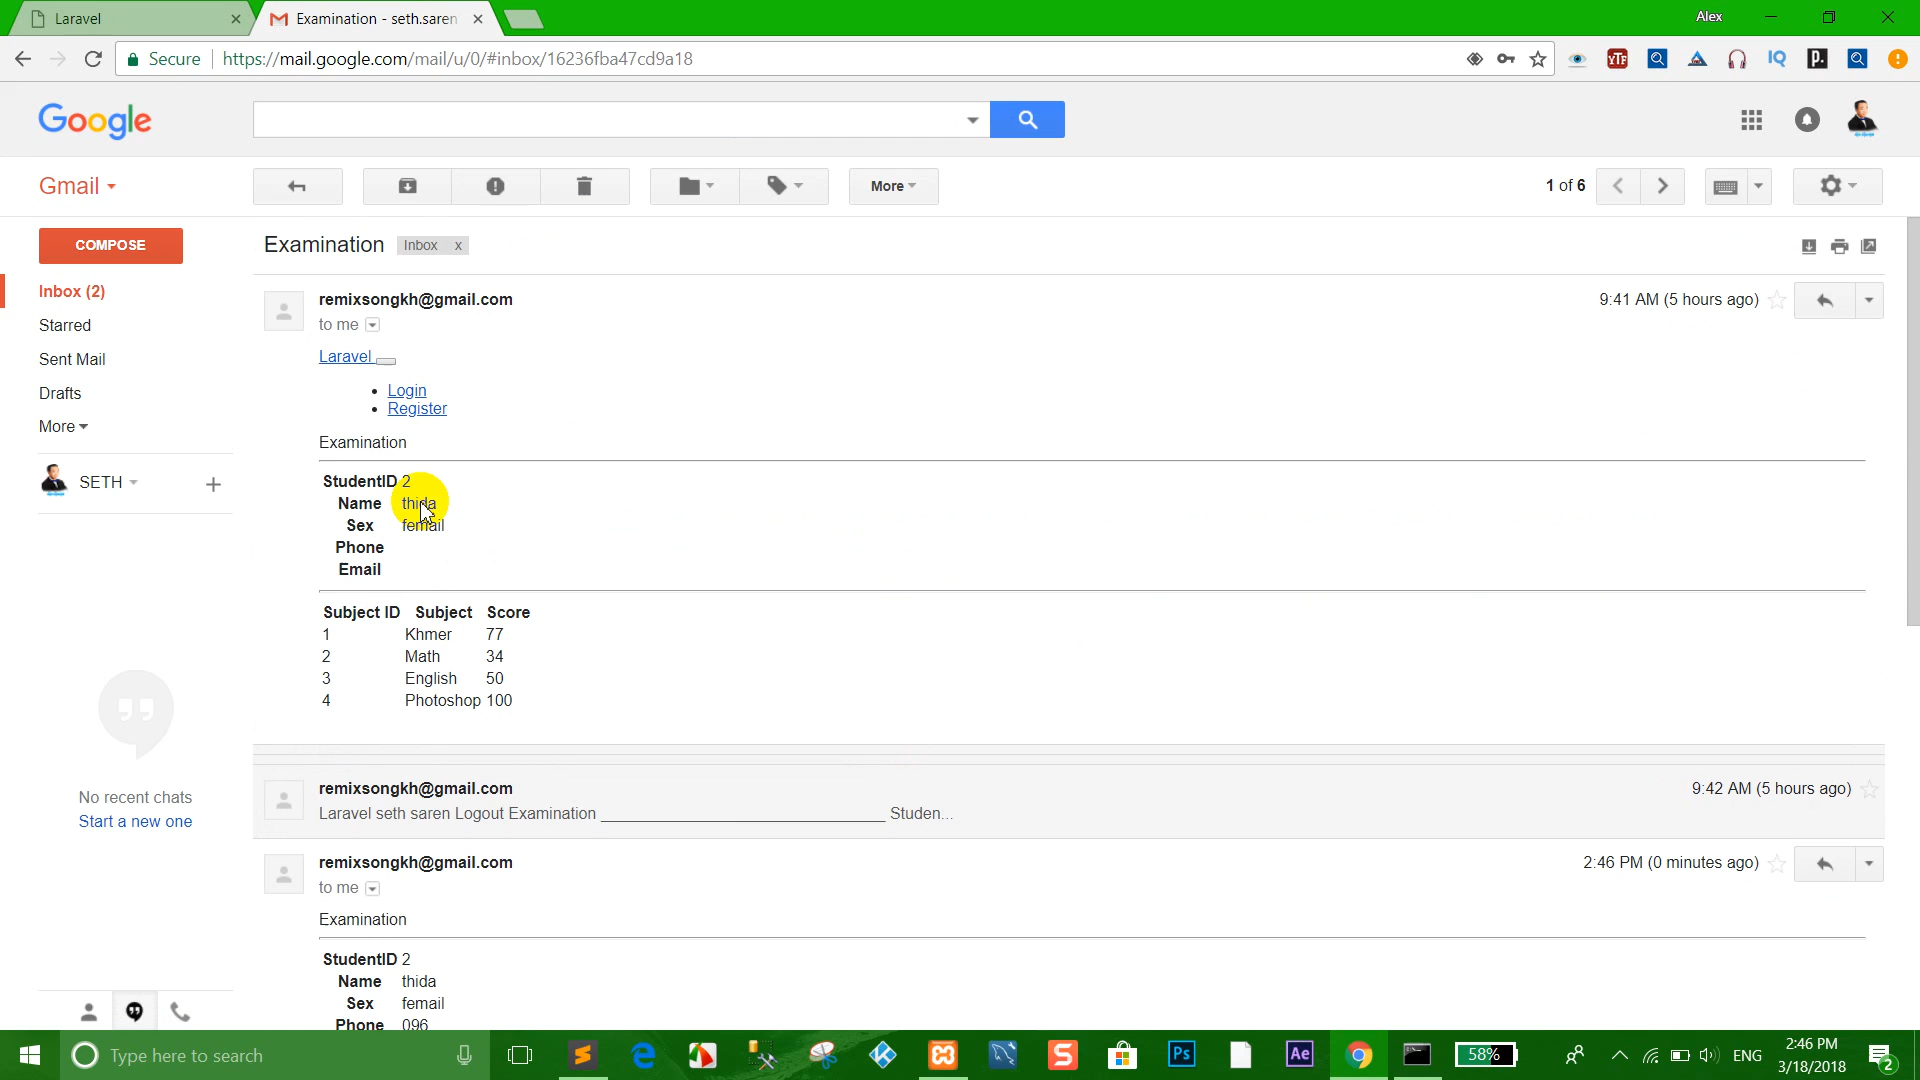 Laravel
Examination - seth.saren
Alex
Secure
https://mail.google.com/mail/u/0/#inbox/16236fba47cd9a18
YTF
IQ
p.
Google
Gmail
More
1 of 6
COMPOSE
Examination
Inbox x
Inbox (2)
Starred
Sent Mail
Drafts
More
SETH
No recent chats
Start a new one
remixsongkh@gmail.com
9:41 AM (5 hours ago)
to me
Laravel
Login
Register
Examination
StudentID 2
Name thida
Sex femail
Phone
Email
Subject ID Subject Score
1 Khmer 77
2 Math 34
3 English 50
4 Photoshop 100
remixsongkh@gmail.com
9:42 AM (5 hours ago)
Laravel seth saren Logout Examination ________________________________ Studen...
remixsongkh@gmail.com
2:46 PM (0 minutes ago)
to me
Examination
StudentID 2
Name thida
Sex femail
Phone 096
Type here to search
Ps
Ae
58%
ENG
2:46 PM
3/18/2018
2